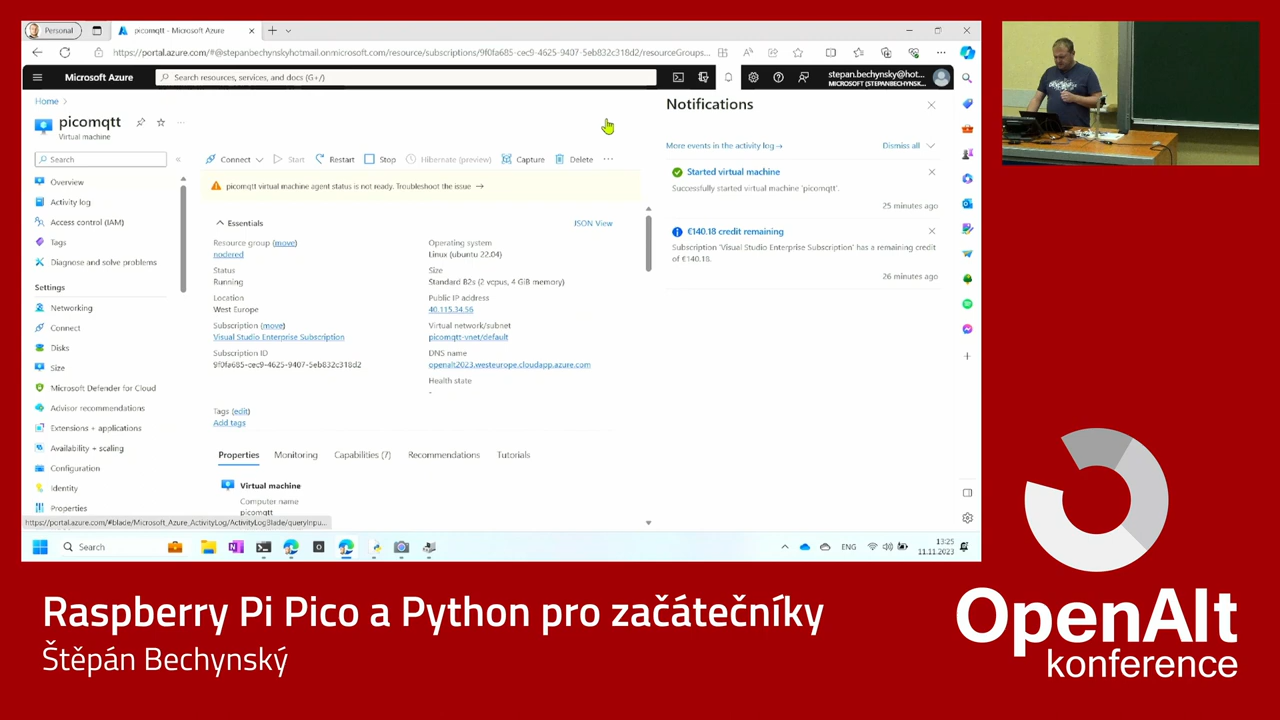 Personal
picomqtt - Microsoft Azure
https://portal.azure.com/#@stepanbechynskyhotmail.onmicrosoft.com/resource/subscriptions/9f0fa685-cec9-4625-9407-5eb832c318d2/resourceGroups...
Microsoft Azure
Search resources, services, and docs (G+/)
stepan.bechynsky@hot...
MICROSOFT (STEPANBECHYNSK...
Home >
picomqtt
Virtual machine
Search
Overview
Activity log
Access control (IAM)
Tags
Diagnose and solve problems
Settings
Networking
Connect
Disks
Size
Microsoft Defender for Cloud
Advisor recommendations
Extensions + applications
Availability + scaling
Configuration
Identity
Properties
Connect
Start
Restart
Stop
Hibernate (preview)
Capture
Delete
picomqtt virtual machine agent status is not ready. Troubleshoot the issue →
Essentials
JSON View
Resource group (move)
nodered
Status
Running
Location
West Europe
Subscription (move)
Visual Studio Enterprise Subscription
Subscription ID
9f0fa685-cec9-4625-9407-5eb832c318d2
Operating system
Linux (ubuntu 22.04)
Size
Standard B2s (2 vcpus, 4 GiB memory)
Public IP address
40.115.34.56
Virtual network/subnet
picomqtt-vnet/default
DNS name
openalt2023.westeurope.cloudapp.azure.com
Health state
-
Tags (edit)
Add tags
Properties
Monitoring
Capabilities (7)
Recommendations
Tutorials
Virtual machine
Computer name
picomqtt
Notifications
More events in the activity log →
Dismiss all
Started virtual machine
Successfully started virtual machine 'picomqtt'.
25 minutes ago
€140.18 credit remaining
Subscription 'Visual Studio Enterprise Subscription' has a remaining credit
of €140.18.
26 minutes ago
https://portal.azure.com/#blade/Microsoft_Azure_ActivityLog/ActivityLogBlade/queryInpu...
Search
ENG
13:25
11.11.2023
Raspberry Pi Pico a Python pro začátečníky
Štěpán Bechynský
OpenAlt
konference